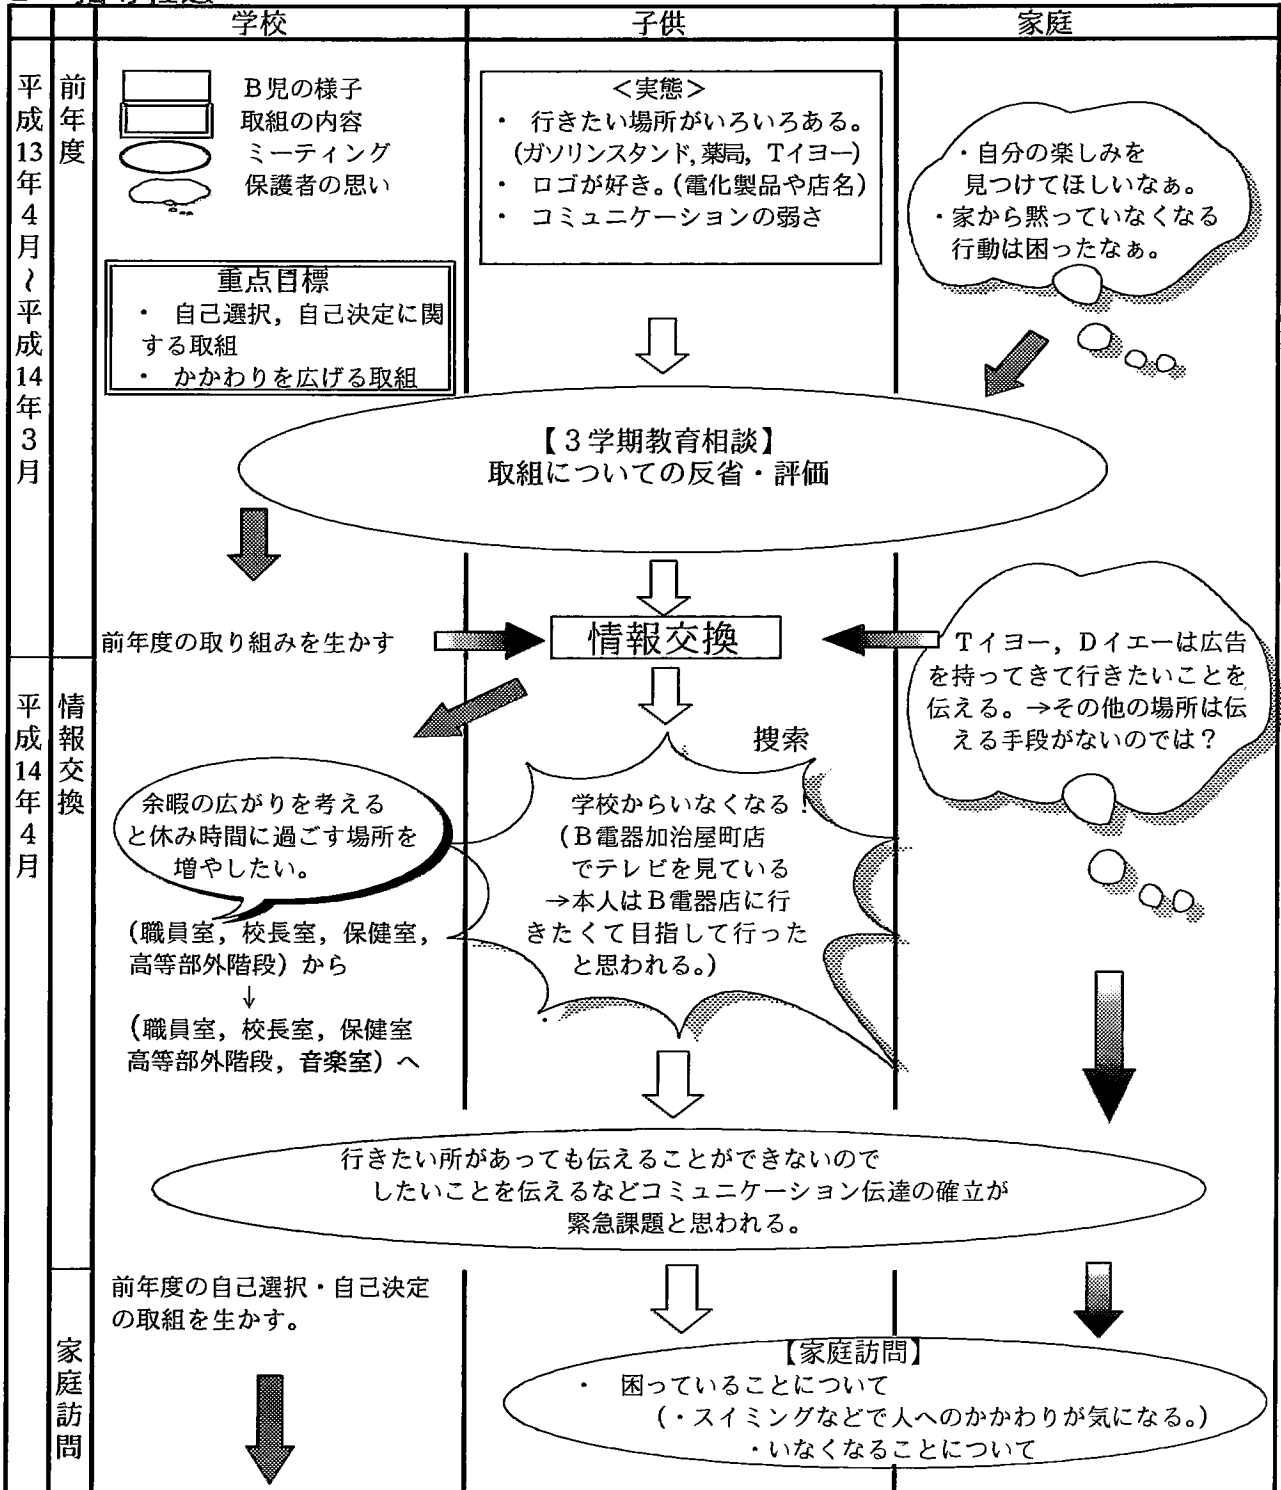 学校
子供
家庭
平成13年4月～平成14年3月
前年度
B児の様子
取組の内容
ミーティング
保護者の思い
重点目標
・ 自己選択，自己決定に関
する取組
・ かかわりを広げる取組
＜実態＞
・ 行きたい場所がいろいろある。
(ガソリンスタンド,薬局，Tイヨー)
・ ロゴが好き。(電化製品や店名)
・ コミュニケーションの弱さ
・自分の楽しみを
見つけてほしいなぁ。
・家から黙っていなくなる
行動は困ったなぁ。
【３学期教育相談】
取組についての反省・評価
前年度の取り組みを生かす
情報交換
Tイヨー，Dイエーは広告
を持ってきて行きたいことを
伝える。→その他の場所は伝
える手段がないのでは？
平成14年4月
情報交換
余暇の広がりを考える
と休み時間に過ごす場所を
増やしたい。
(職員室，校長室，保健室，
高等部外階段）から
↓
(職員室，校長室，保健室
高等部外階段，音楽室）へ
捜索
学校からいなくなる！
(B電器加治屋町店
でテレビを見ている
→本人はB電器店に行
きたくて目指して行った
と思われる。)
行きたい所があっても伝えることができないので
したいことを伝えるなどコミュニケーション伝達の確立が
緊急課題と思われる。
家庭訪問
前年度の自己選択・自己決定
の取組を生かす。
【家庭訪問】
・ 困っていることについて
(・スイミングなどで人へのかかわりが気になる。)
・いなくなることについて